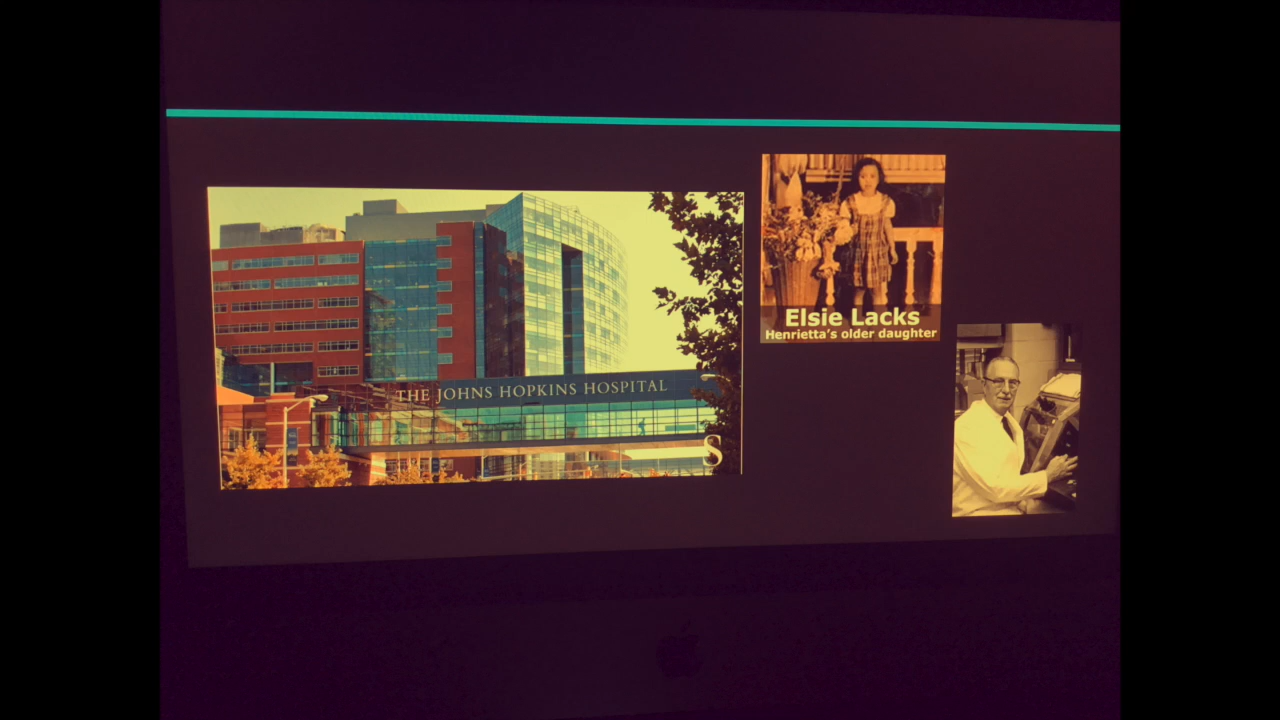 THE JOHNS HOPKINS HOSPITAL
S
Elsie Lacks
Henrietta's older daughter